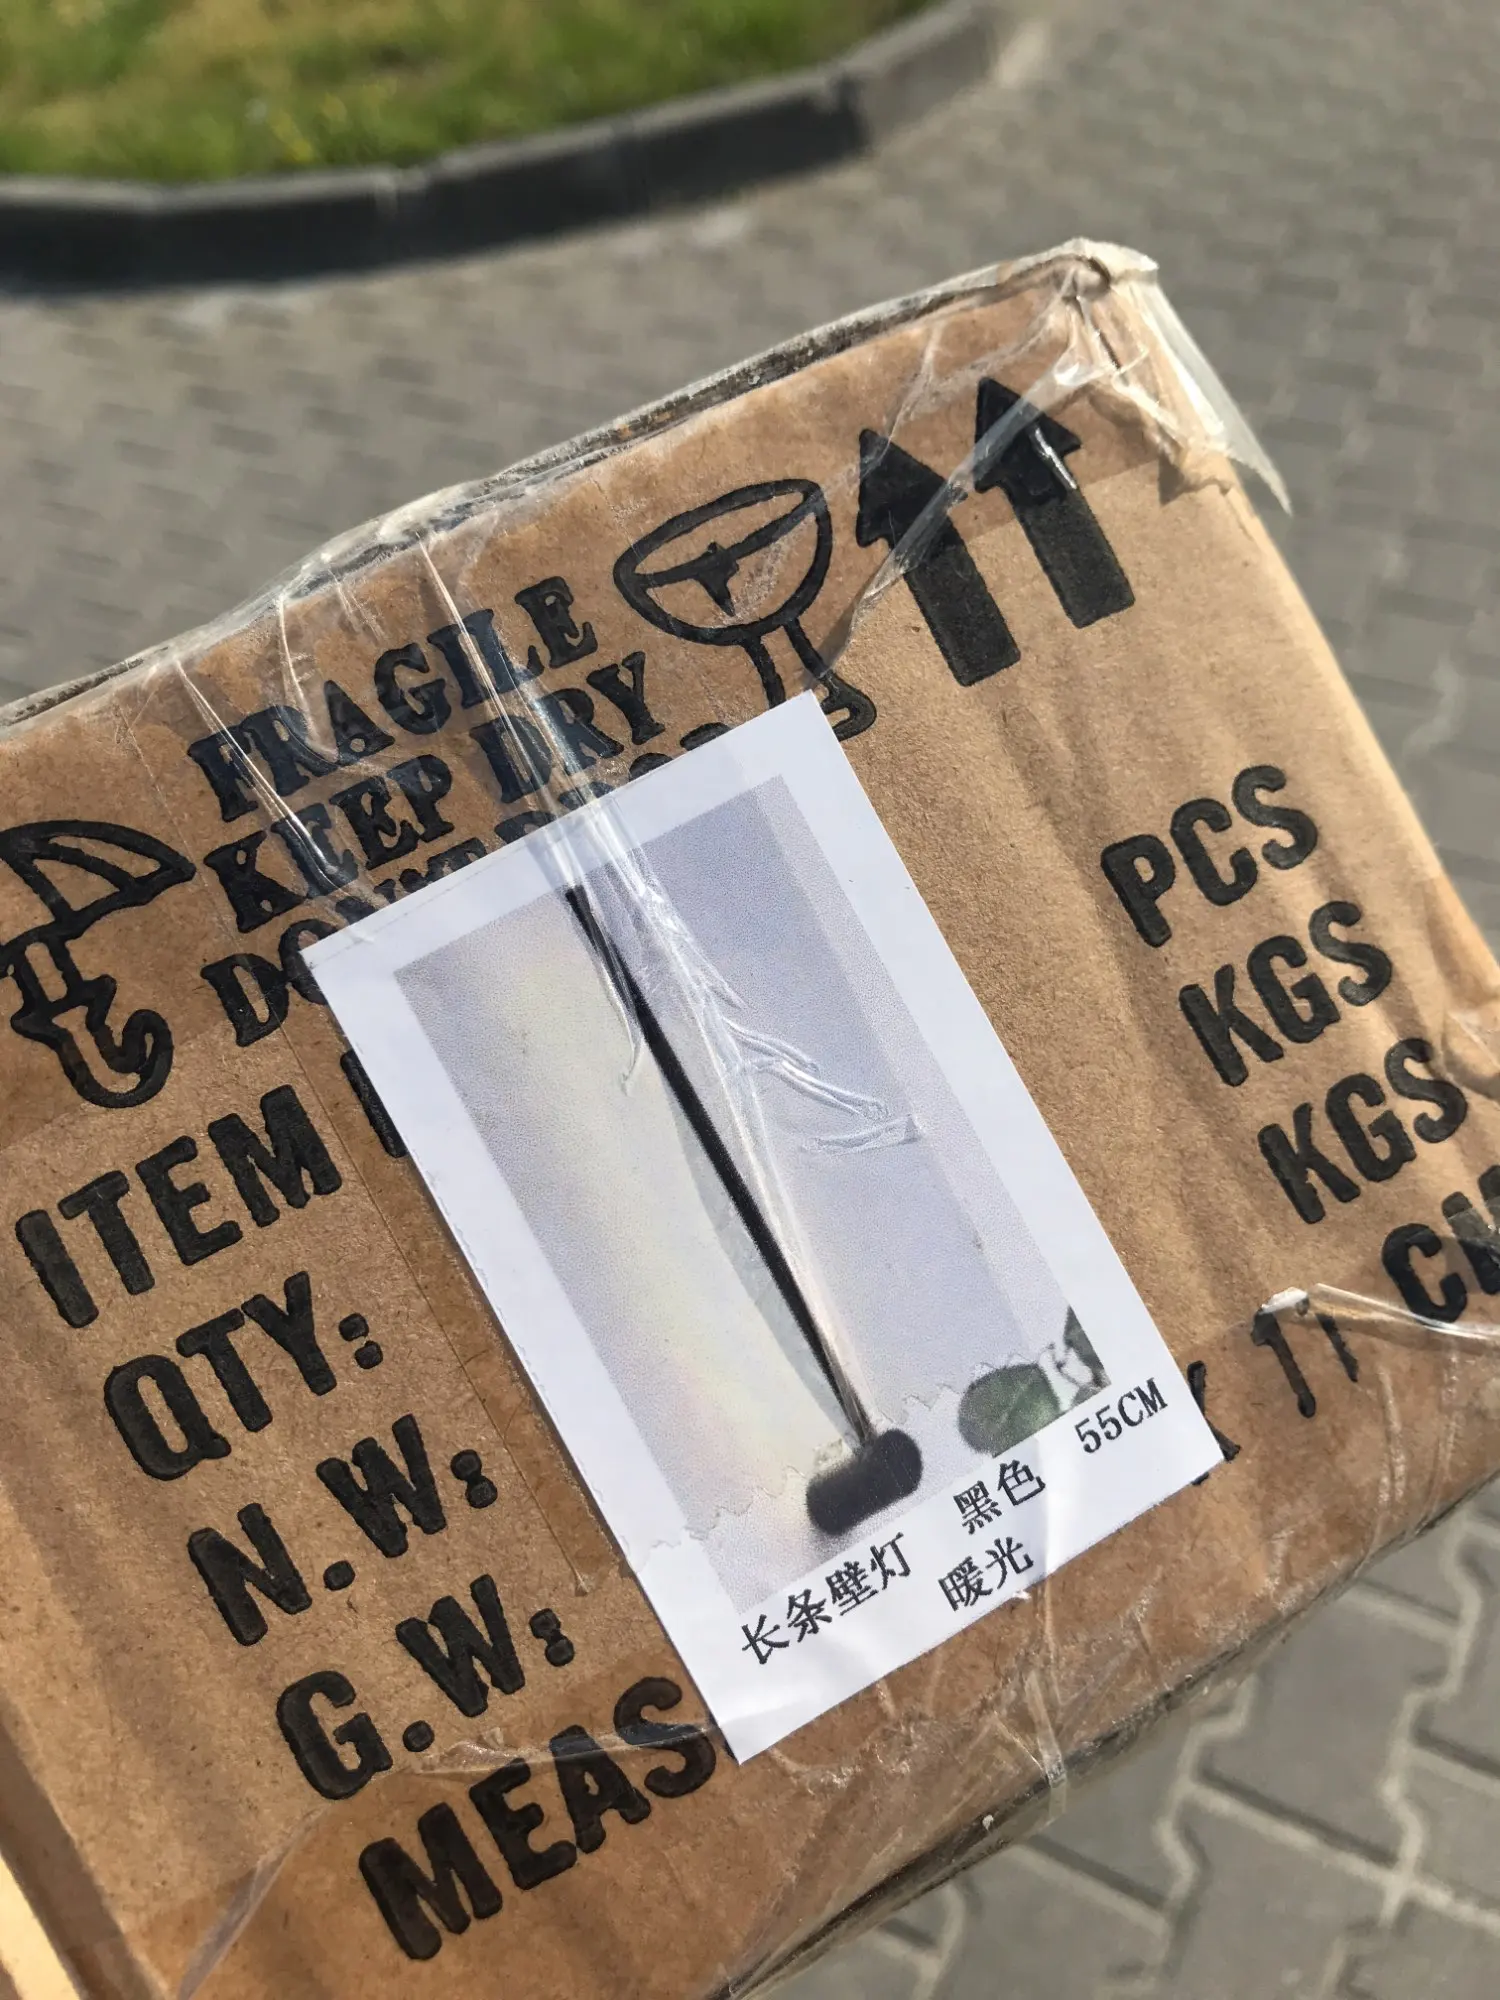 FRAGILE
KEEP DRY
ITEM
QTY: PCS
N.W: KGS
G.W: KGS
MEAS
长条壁灯 黑色 55CM
暖光